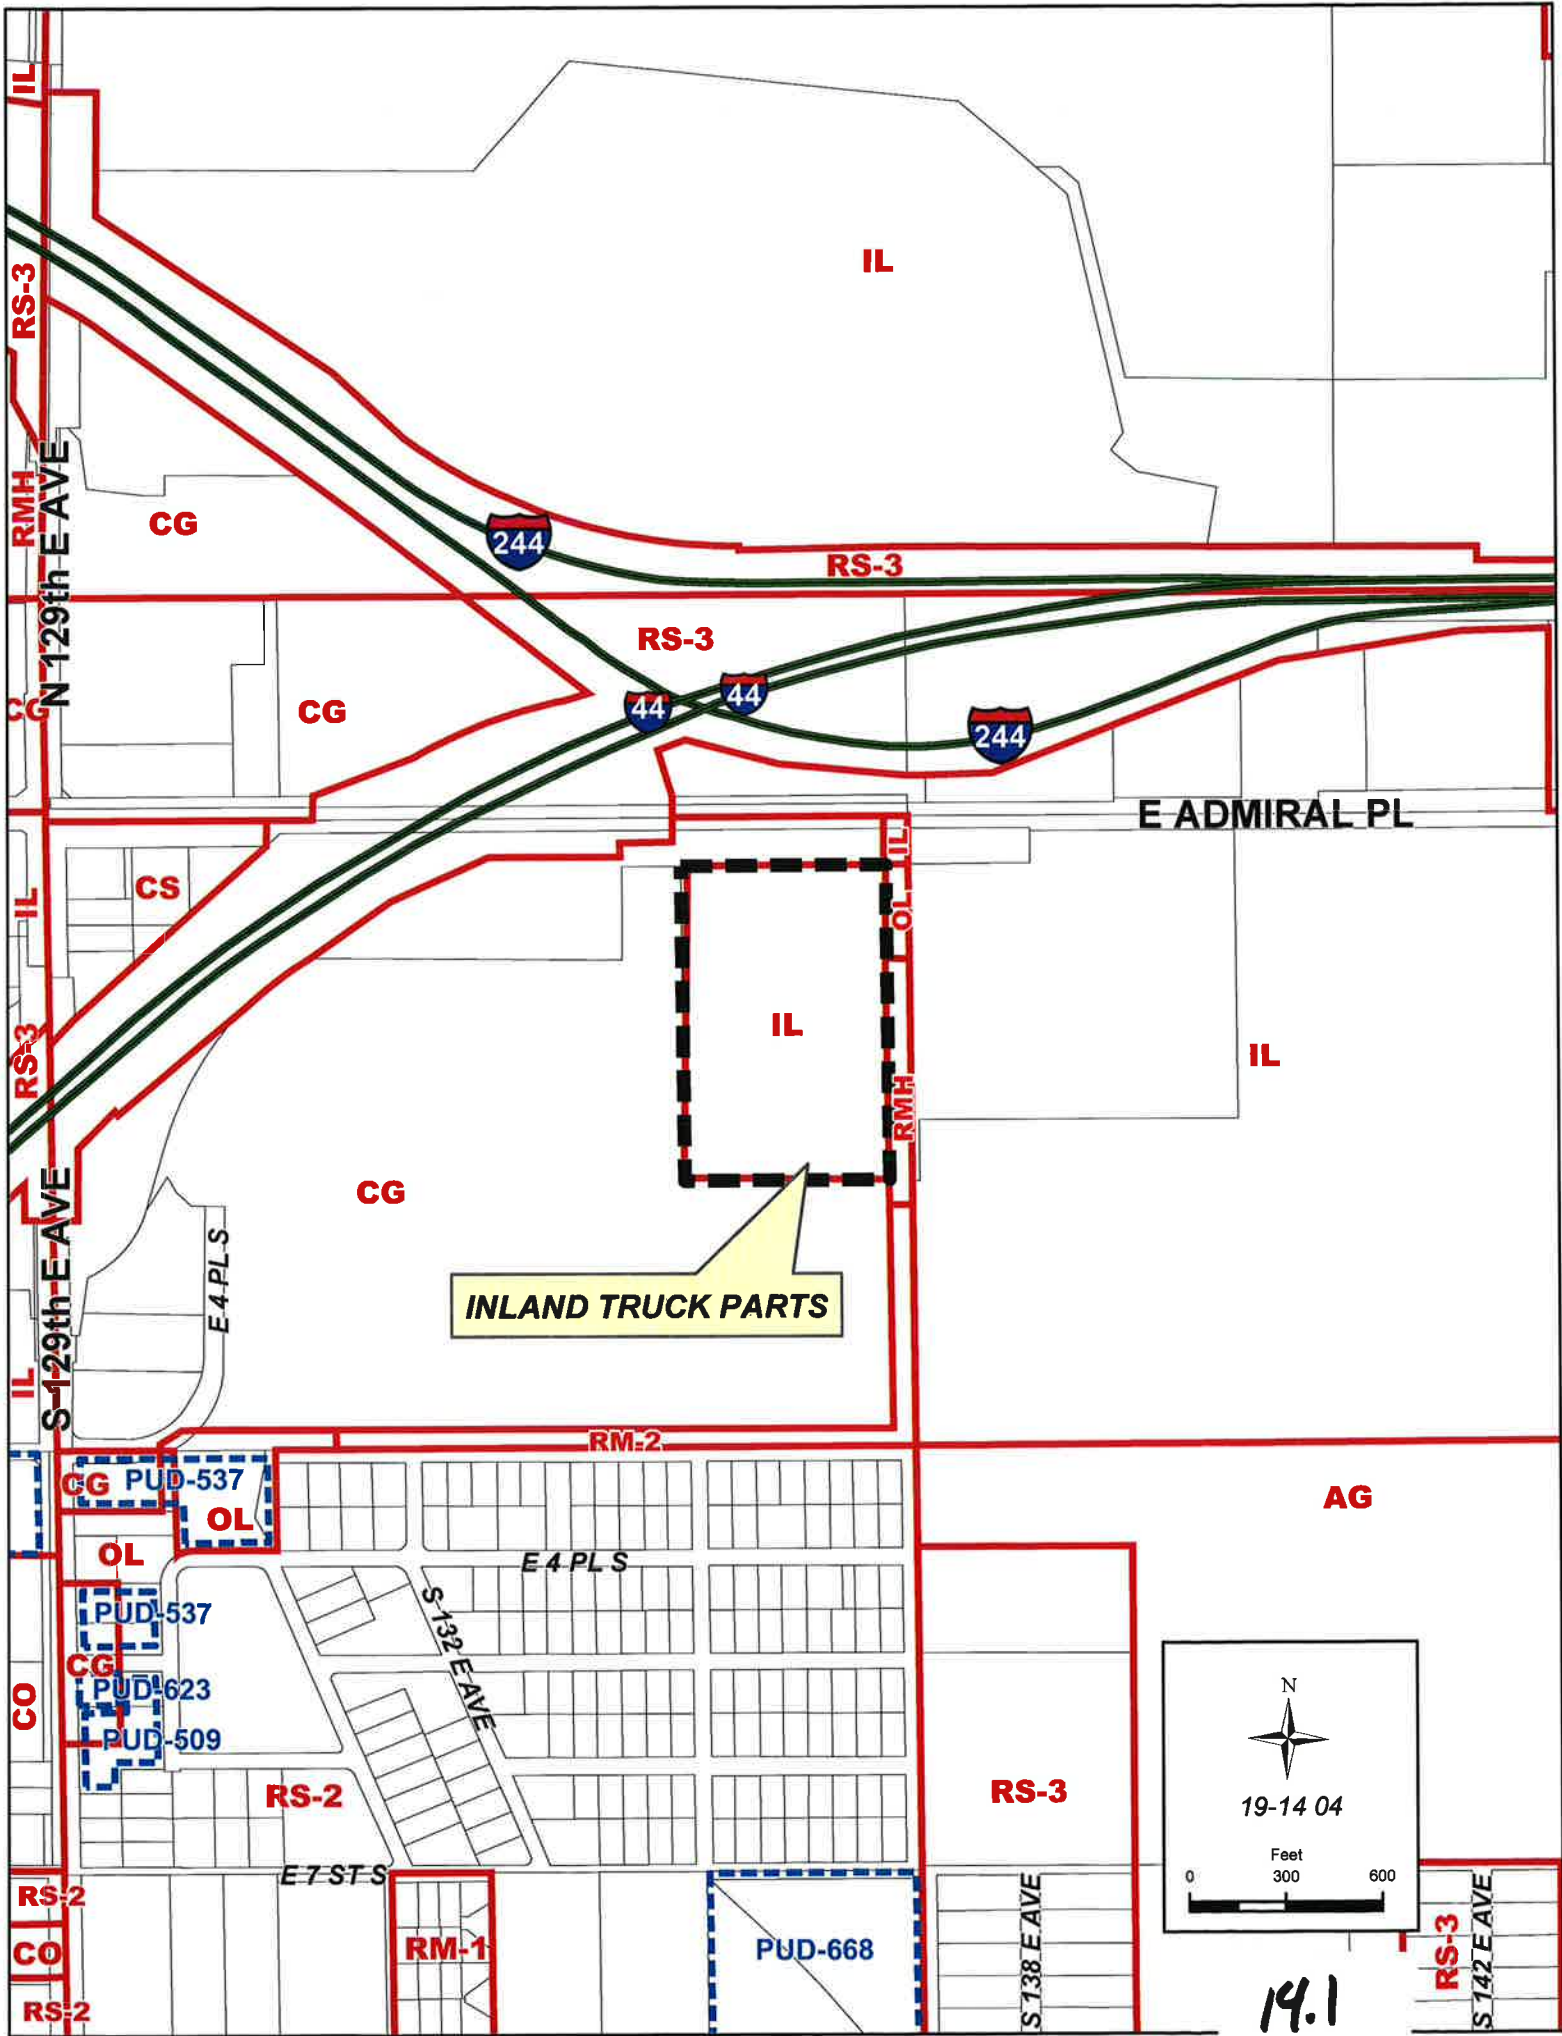 IL
IL
RS-3
N 129th E AVE
RMH
CG
244
RS-3
RS-3
CG
CG
44
44
244
E ADMIRAL PL
IL
CS
IL
OL
IL
RS-3
IL
RMH
S 129th E AVE
CG
E 4 PL S
INLAND TRUCK PARTS
IL
RM-2
CG
PUD-537
OL
AG
OL
E 4 PL S
PUD-537
S 132 E AVE
CG
PUD-623
CO
PUD-509
RS-2
RS-3
N
19-14 04
Feet
0 300 600
E 7 ST S
RS-2
CO
RS-2
RM-1
PUD-668
S 138 E AVE
RS-3
S 142 E AVE
14.1